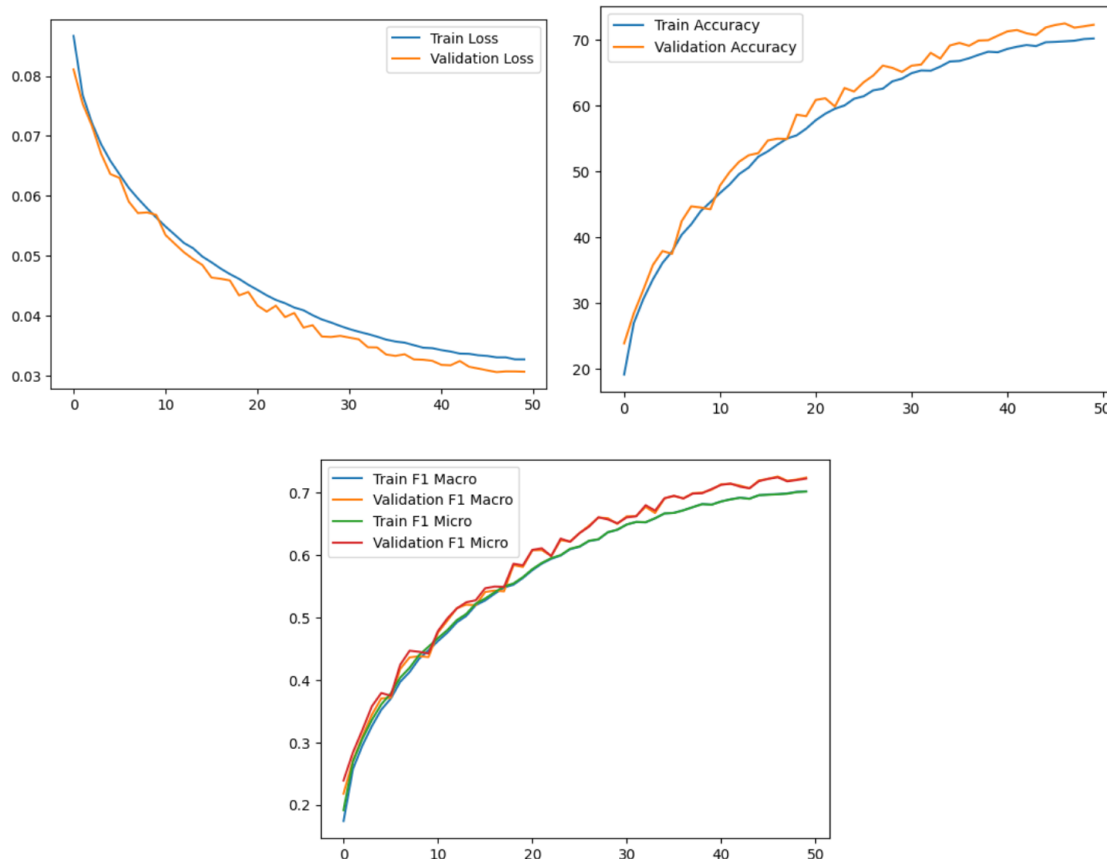 Train Loss
Validation Loss
0.08
0.07
0.06
0.05
0.04
0.03
0 10 20 30 40 50
Train Accuracy
Validation Accuracy
70
60
50
40
30
20
0 10 20 30 40 50
Train F1 Macro
Validation F1 Macro
Train F1 Micro
Validation F1 Micro
0.7
0.6
0.5
0.4
0.3
0.2
0 10 20 30 40 50